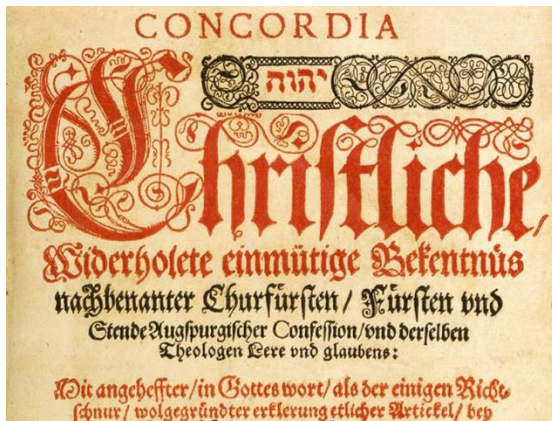 CONCORDIA
יהוה
Christliche/
Widerholete einmütige Bekentnüs
nachbenanter Churfürsten/ Fürsten vnd
Stende Augspurgischer Confession/vnd derselben
Theologen Lere vnd glaubens:
Mit angeheffter/in Gottes wort/als der einigen Richt-
schnur/ wolgegründter erklerung etlicher Artickel/ bey